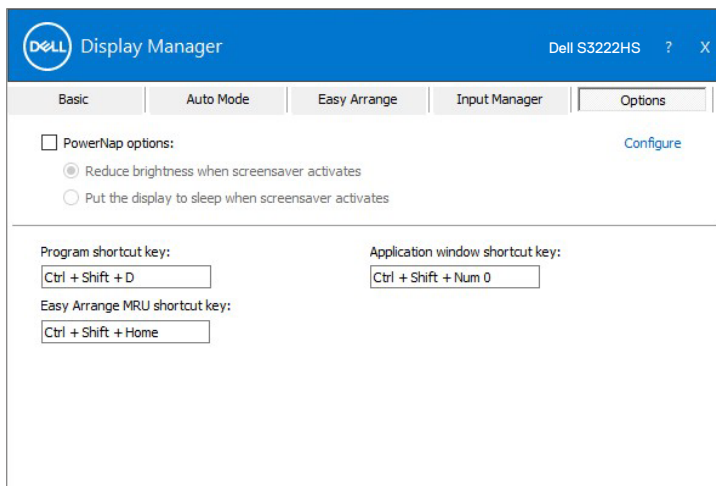 DELL Display Manager Dell S3222HS ? X
Basic Auto Mode Easy Arrange Input Manager Options
PowerNap options: Configure
Reduce brightness when screensaver activates
Put the display to sleep when screensaver activates
Program shortcut key: Application window shortcut key:
Ctrl + Shift + D Ctrl + Shift + Num 0
Easy Arrange MRU shortcut key:
Ctrl + Shift + Home